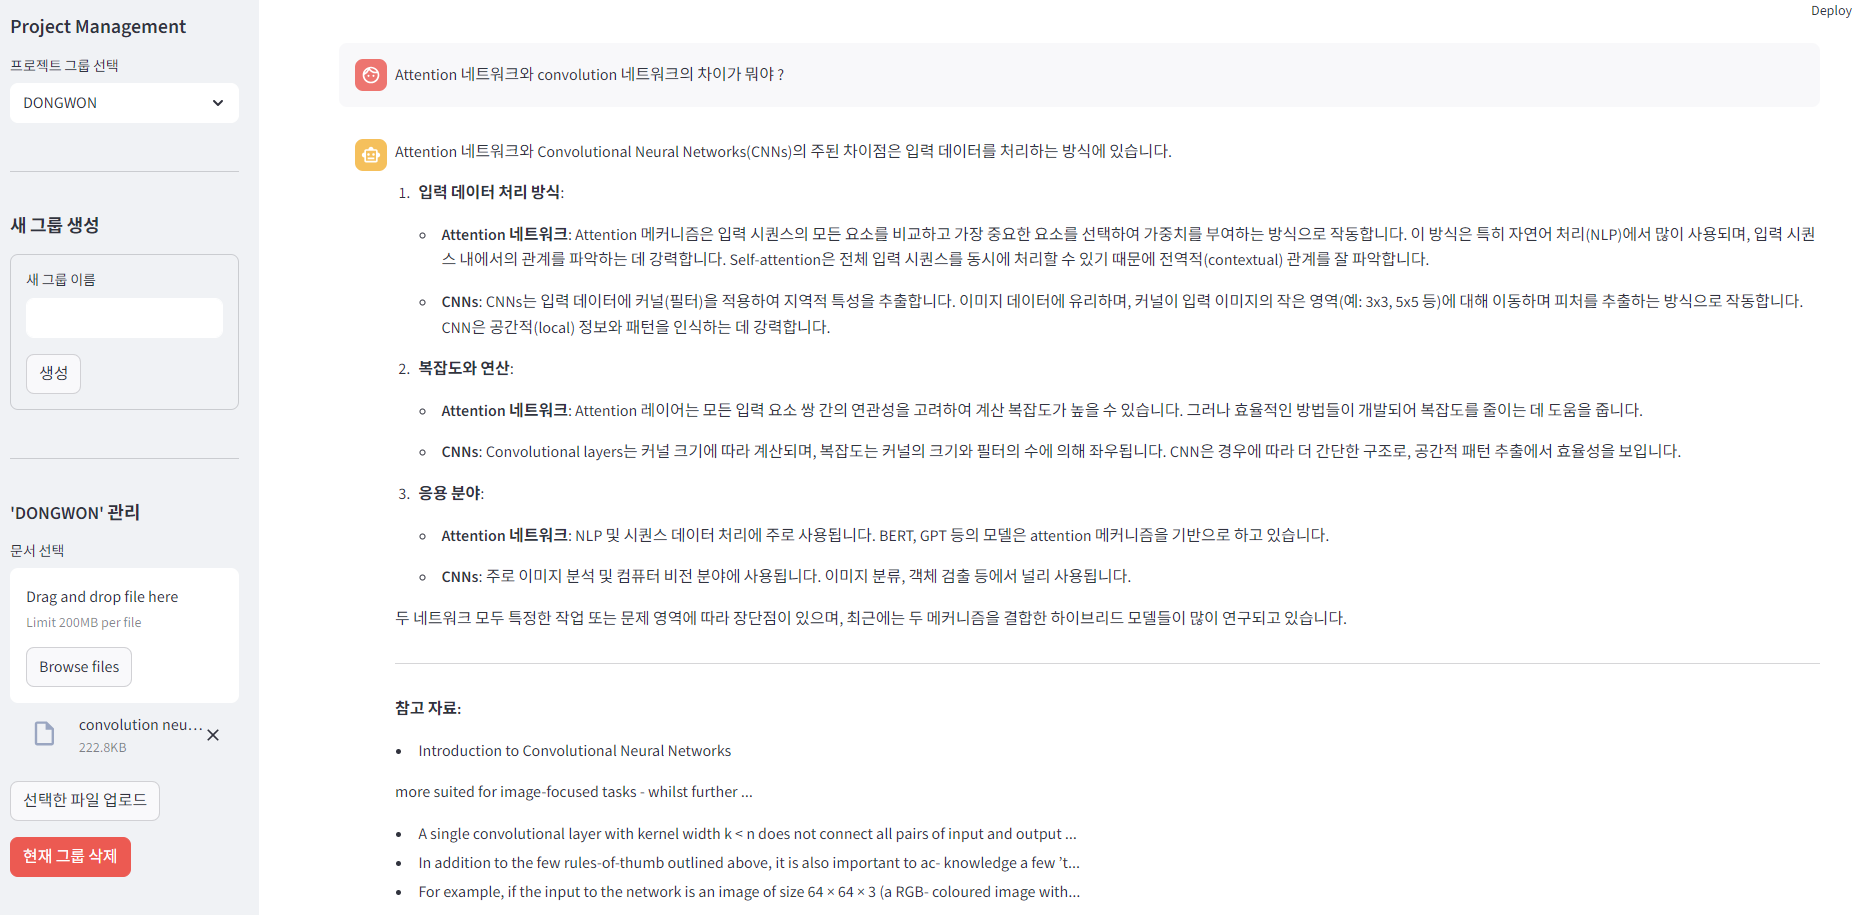 Project Management
프로젝트 그룹 선택
DONGWON
새 그룹 생성
새 그룹 이름
생성
'DONGWON' 관리
문서 선택
Drag and drop file here
Limit 200MB per file
Browse files
convolution neu...
222.8KB
선택한 파일 업로드
현재 그룹 삭제
Deploy
Attention 네트워크와 convolution 네트워크의 차이가 뭐야 ?
Attention 네트워크와 Convolutional Neural Networks(CNNs)의 주된 차이점은 입력 데이터를 처리하는 방식에 있습니다.
1. 입력 데이터 처리 방식:
Attention 네트워크: Attention 메커니즘은 입력 시퀀스의 모든 요소를 비교하고 가장 중요한 요소를 선택하여 가중치를 부여하는 방식으로 작동합니다. 이 방식은 특히 자연어 처리(NLP)에서 많이 사용되며, 입력 시퀀
스 내에서의 관계를 파악하는 데 강력합니다. Self-attention은 전체 입력 시퀀스를 동시에 처리할 수 있기 때문에 전역적(contextual) 관계를 잘 파악합니다.
CNNs: CNNs는 입력 데이터에 커널(필터)을 적용하여 지역적 특성을 추출합니다. 이미지 데이터에 유리하며, 커널이 입력 이미지의 작은 영역(예: 3x3, 5x5 등)에 대해 이동하며 피처를 추출하는 방식으로 작동합니다.
CNN은 공간적(local) 정보와 패턴을 인식하는 데 강력합니다.
2. 복잡도와 연산:
Attention 네트워크: Attention 레이어는 모든 입력 요소 쌍 간의 연관성을 고려하여 계산 복잡도가 높을 수 있습니다. 그러나 효율적인 방법들이 개발되어 복잡도를 줄이는 데 도움을 줍니다.
CNNs: Convolutional layers는 커널 크기에 따라 계산되며, 복잡도는 커널의 크기와 필터의 수에 의해 좌우됩니다. CNN은 경우에 따라 더 간단한 구조로, 공간적 패턴 추출에서 효율성을 보입니다.
3. 응용 분야:
Attention 네트워크: NLP 및 시퀀스 데이터 처리에 주로 사용됩니다. BERT, GPT 등의 모델은 attention 메커니즘을 기반으로 하고 있습니다.
CNNs: 주로 이미지 분석 및 컴퓨터 비전 분야에 사용됩니다. 이미지 분류, 객체 검출 등에서 널리 사용됩니다.
두 네트워크 모두 특정한 작업 또는 문제 영역에 따라 장단점이 있으며, 최근에는 두 메커니즘을 결합한 하이브리드 모델들이 많이 연구되고 있습니다.
참고 자료:
Introduction to Convolutional Neural Networks
more suited for image-focused tasks - whilst further ...
A single convolutional layer with kernel width k < n does not connect all pairs of input and output ...
In addition to the few rules-of-thumb outlined above, it is also important to ac- knowledge a few ’t...
For example, if the input to the network is an image of size 64 × 64 × 3 (a RGB- coloured image with...